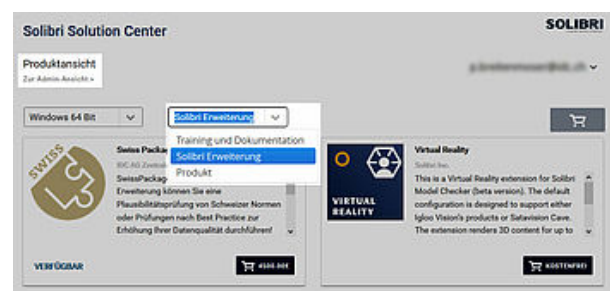 Solibri Solution Center
SOLIBRI
Produktansicht
Zur Admin-Ansicht »
Windows 64 Bit
Solibri Erweiterung
Training und Dokumentation
Solibri Erweiterung
Produkt
SWISS
Swiss Packag
SwissPackag
Erweiterung können Sie eine
Plausibilitätsprüfung von Schweizer Normen
oder Prüfungen nach Best Practice zur
Erhöhung Ihrer Datenqualität durchführen!
VERFÜGBAR
VIRTUAL
REALITY
Virtual Reality
Solibri Inc.
This is a Virtual Reality extension for Solibri
Model Checker (beta version). The default
configuration is designed to support either
Igloo Vision's products or Satavision Cave.
The extension renders 3D content for up to
KOSTENFREI